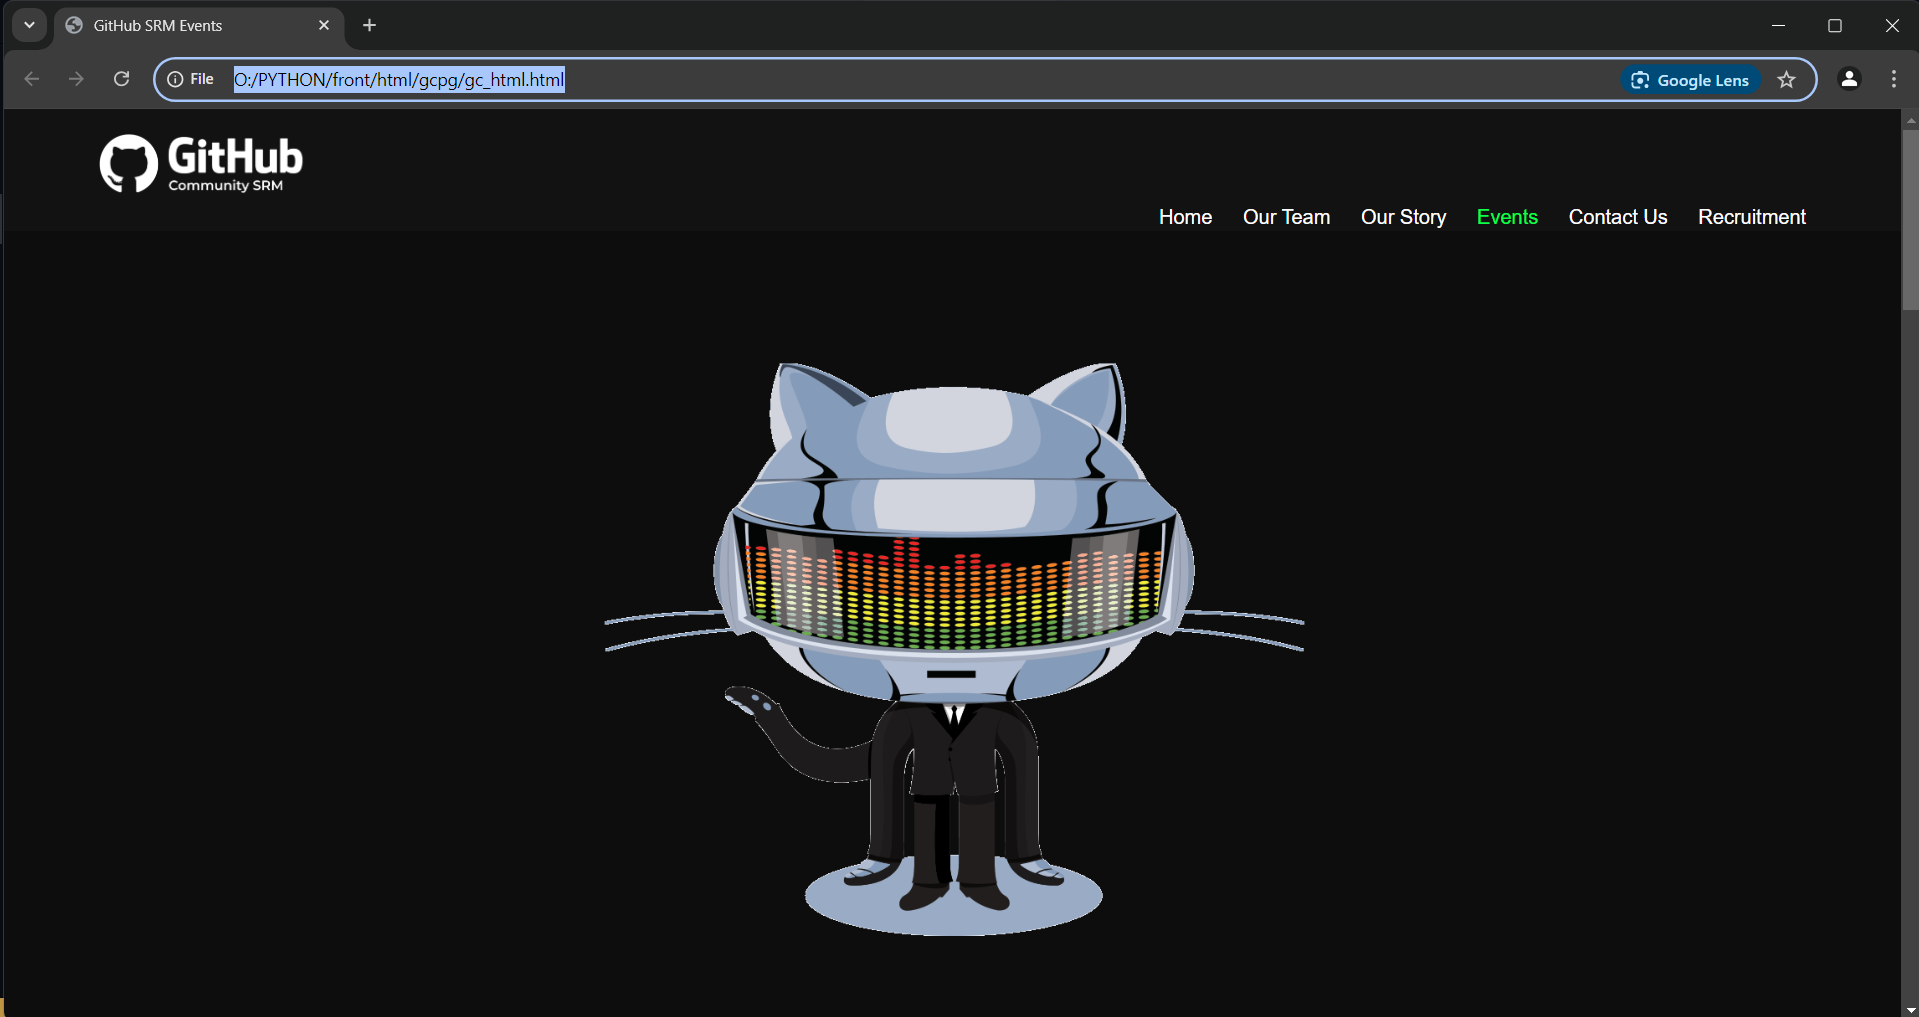 GitHub SRM Events
File O:/PYTHON/front/html/gcpg/gc_html.html Google Lens
GitHub
Community SRM
Home Our Team Our Story Events Contact Us Recruitment